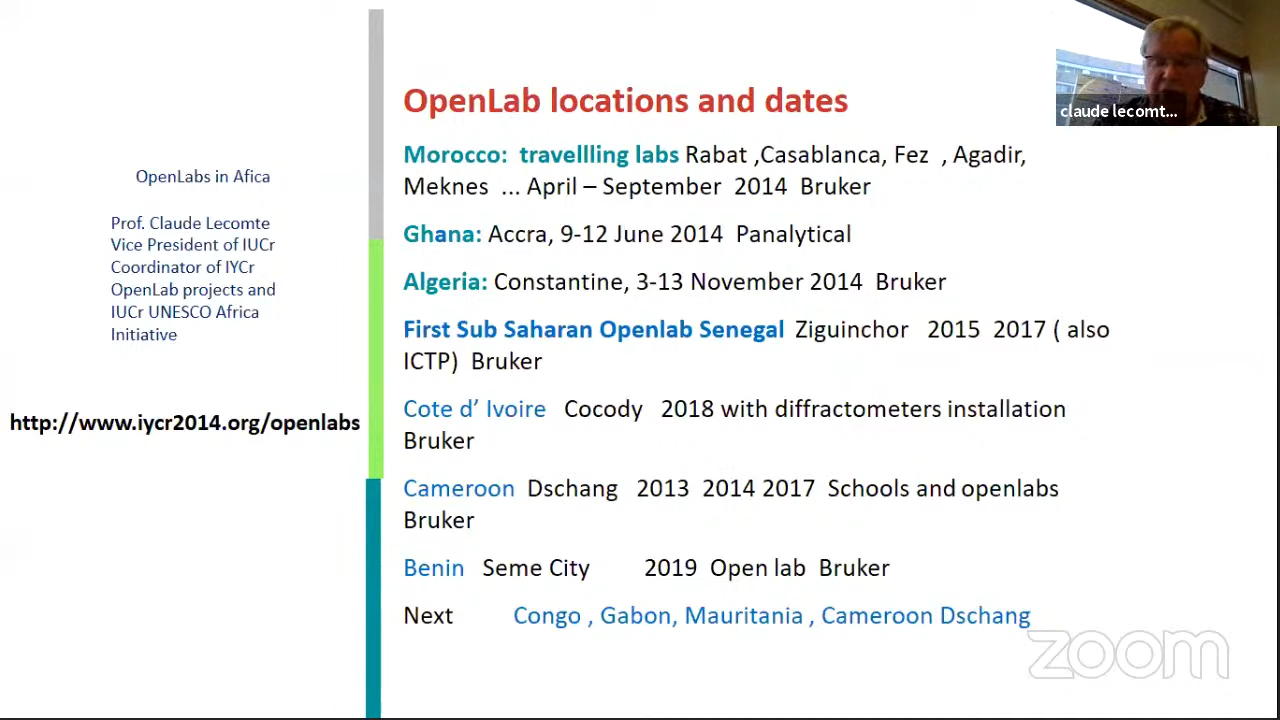 OpenLab locations and dates
claude lecomt...
Morocco: travellling labs Rabat ,Casablanca, Fez , Agadir,
Meknes ... April – September 2014 Bruker
OpenLabs in Afica
Prof. Claude Lecomte
Vice President of IUCr
Coordinator of IYCr
OpenLab projects and
IUCr UNESCO Africa
Initiative
http://www.iycr2014.org/openlabs
Ghana: Accra, 9-12 June 2014 Panalytical
Algeria: Constantine, 3-13 November 2014 Bruker
First Sub Saharan Openlab Senegal Ziguinchor 2015 2017 ( also
ICTP) Bruker
Cote d’ Ivoire Cocody 2018 with diffractometers installation
Bruker
Cameroon Dschang 2013 2014 2017 Schools and openlabs
Bruker
Benin Seme City 2019 Open lab Bruker
Next Congo , Gabon, Mauritania , Cameroon Dschang
zoom